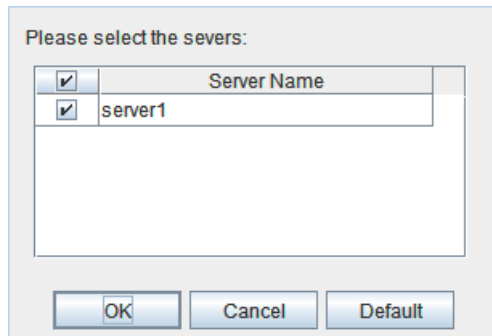 Please select the severs:
Server Name
server1
OK Cancel Default